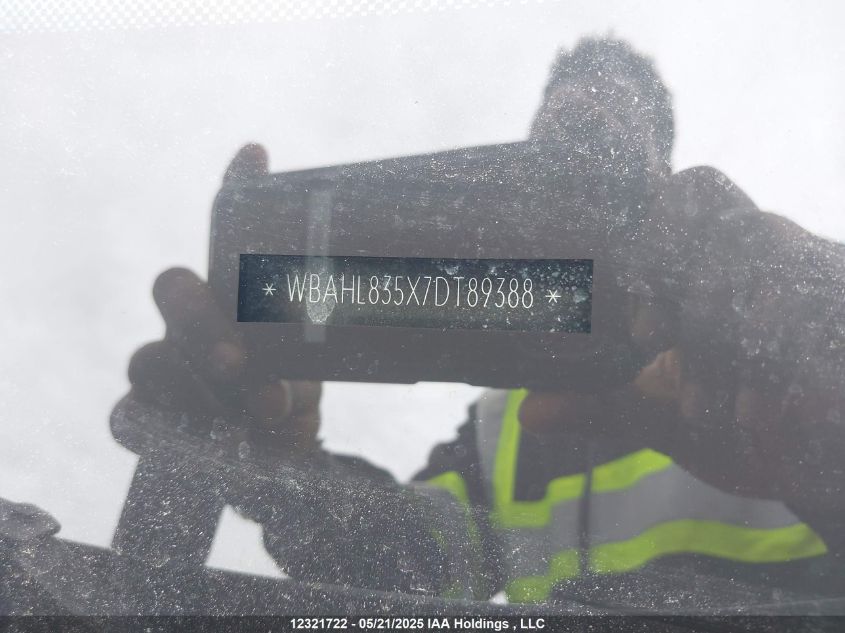 * WBAHL835X7DT89388 *
12321722 - 05/21/2025 IAA Holdings , LLC